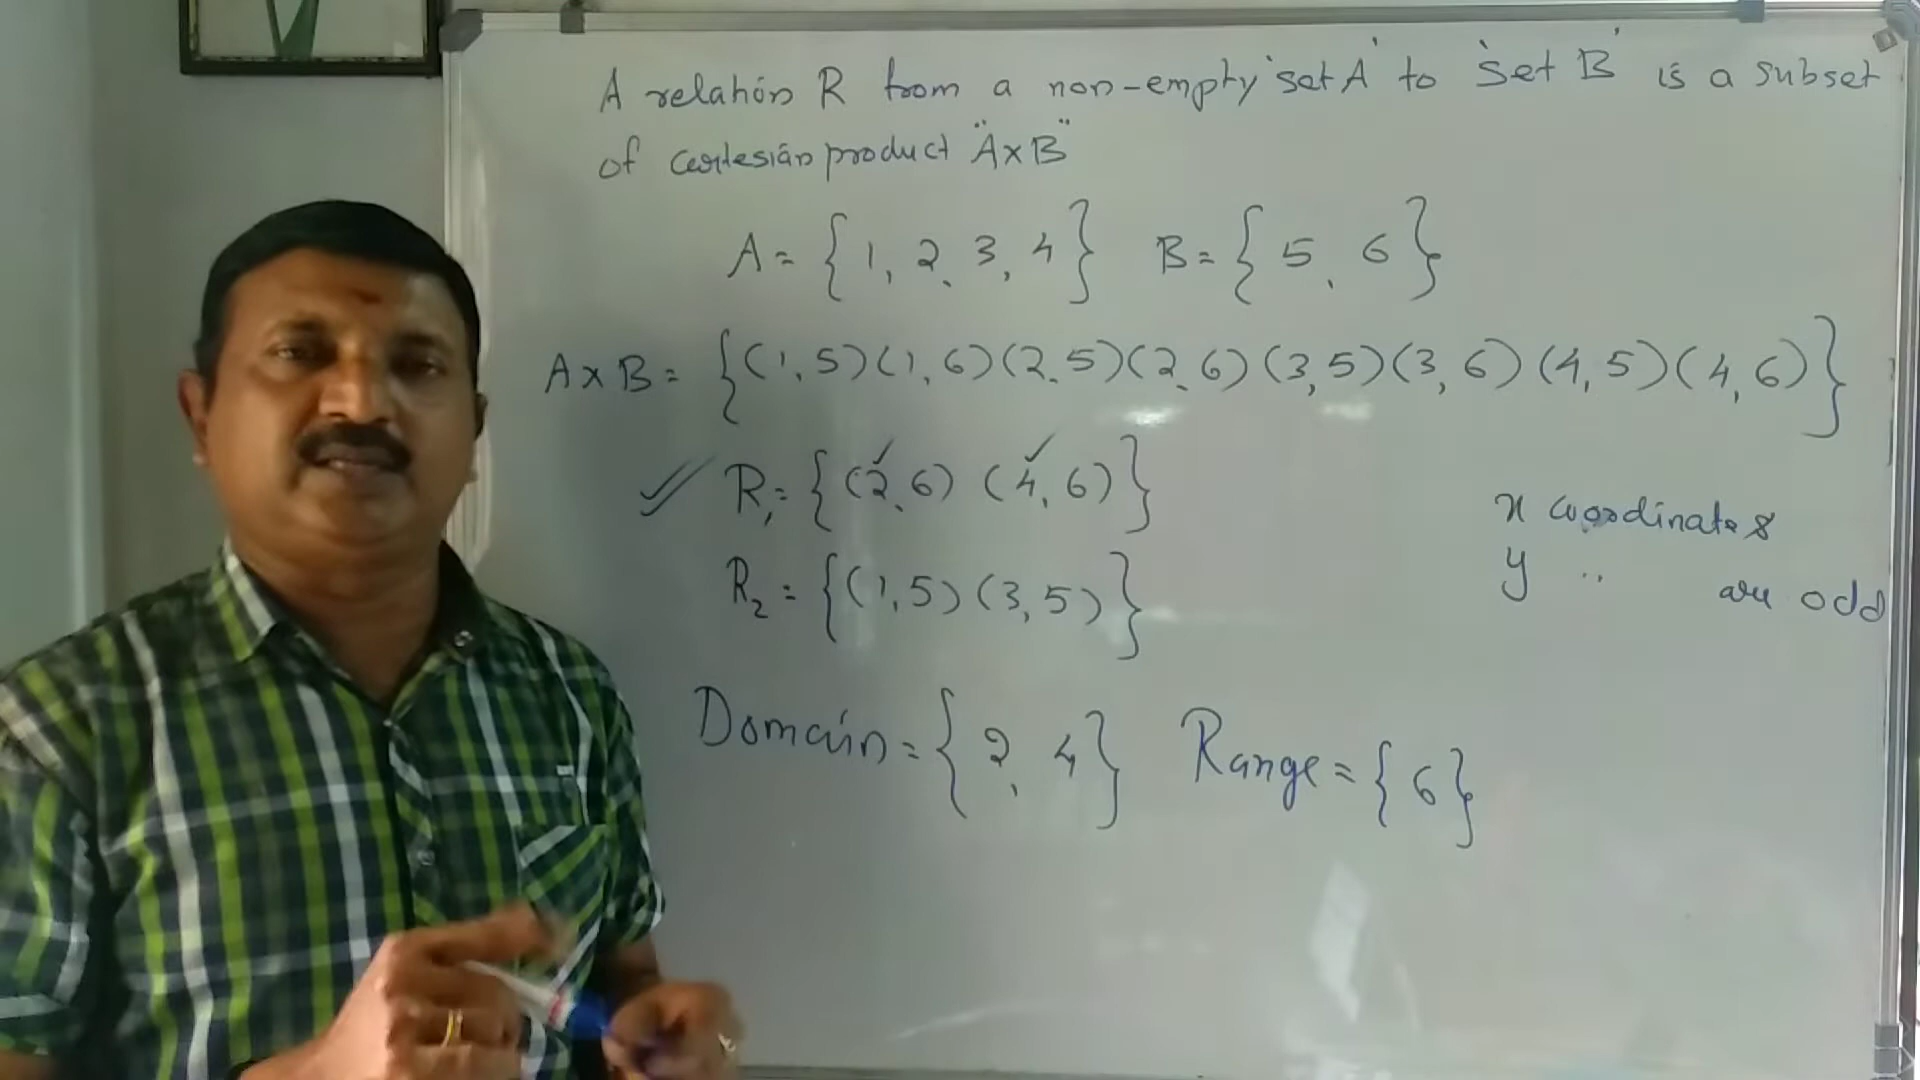 A relation R from a non-empty 'set A' to 'set B' is a subset
of cartesian product "A×B"
A = {1, 2, 3, 4} B = {5, 6}
A × B = {(1,5)(1,6)(2,5)(2,6)(3,5)(3,6)(4,5)(4,6)}
R₁ = {(2,6) (4,6)}
R₂ = {(1,5) (3,5)}
x coordinates
y ,, are odd
Domain = {2, 4} Range = {6}